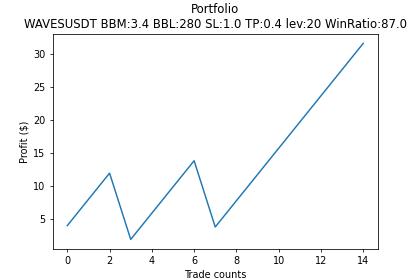 Portfolio
WAVESUSDT BBM:3.4 BBL:280 SL:1.0 TP:0.4 lev:20 WinRatio:87.0
30
25
20
15
10
5
Profit ($)
0 2 4 6 8 10 12 14
Trade counts